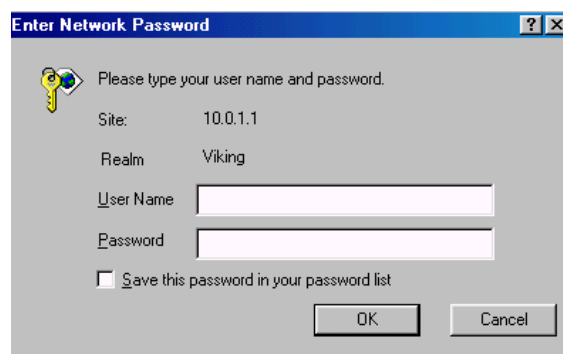 Enter Network Password
Please type your user name and password.
Site: 10.0.1.1
Realm Viking
User Name
Password
Save this password in your password list
OK Cancel